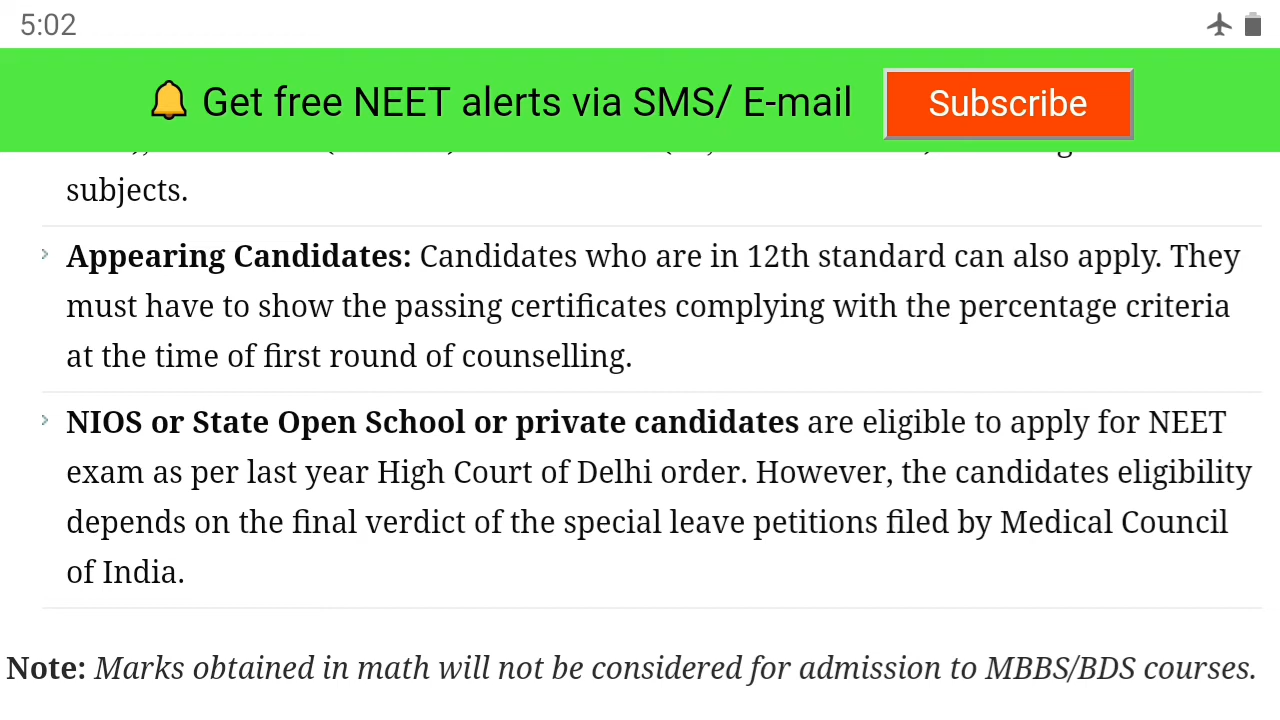 5:02
Get free NEET alerts via SMS/ E-mail Subscribe
subjects.
Appearing Candidates: Candidates who are in 12th standard can also apply. They
must have to show the passing certificates complying with the percentage criteria
at the time of first round of counselling.
NIOS or State Open School or private candidates are eligible to apply for NEET
exam as per last year High Court of Delhi order. However, the candidates eligibility
depends on the final verdict of the special leave petitions filed by Medical Council
of India.
Note: Marks obtained in math will not be considered for admission to MBBS/BDS courses.